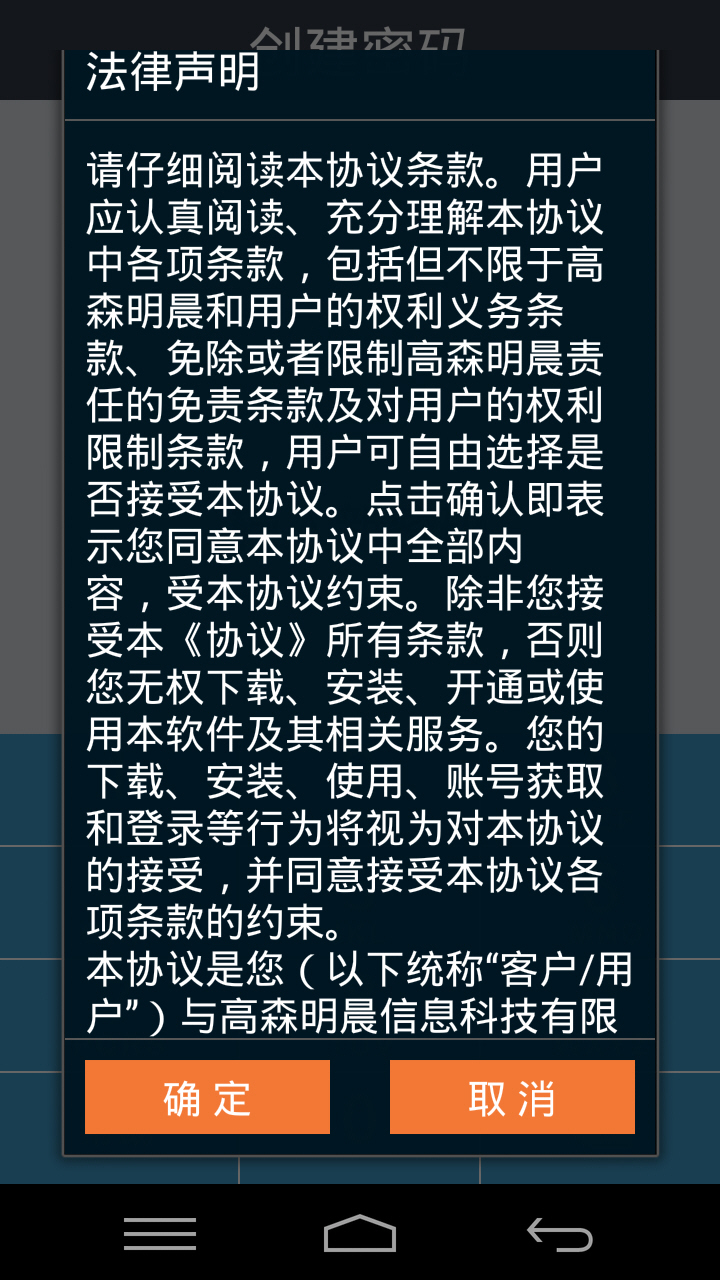 创建密码
法律声明
请仔细阅读本协议条款。用户
应认真阅读、充分理解本协议
中各项条款，包括但不限于高
森明晨和用户的权利义务条
款、免除或者限制高森明晨责
任的免责条款及对用户的权利
限制条款，用户可自由选择是
否接受本协议。点击确认即表
示您同意本协议中全部内
容，受本协议约束。除非您接
受本《协议》所有条款，否则
您无权下载、安装、开通或使
用本软件及其相关服务。您的
下载、安装、使用、账号获取
和登录等行为将视为对本协议
的接受，并同意接受本协议各
项条款的约束。
本协议是您（以下统称“客户/用
户”）与高森明晨信息科技有限
确 定
取 消